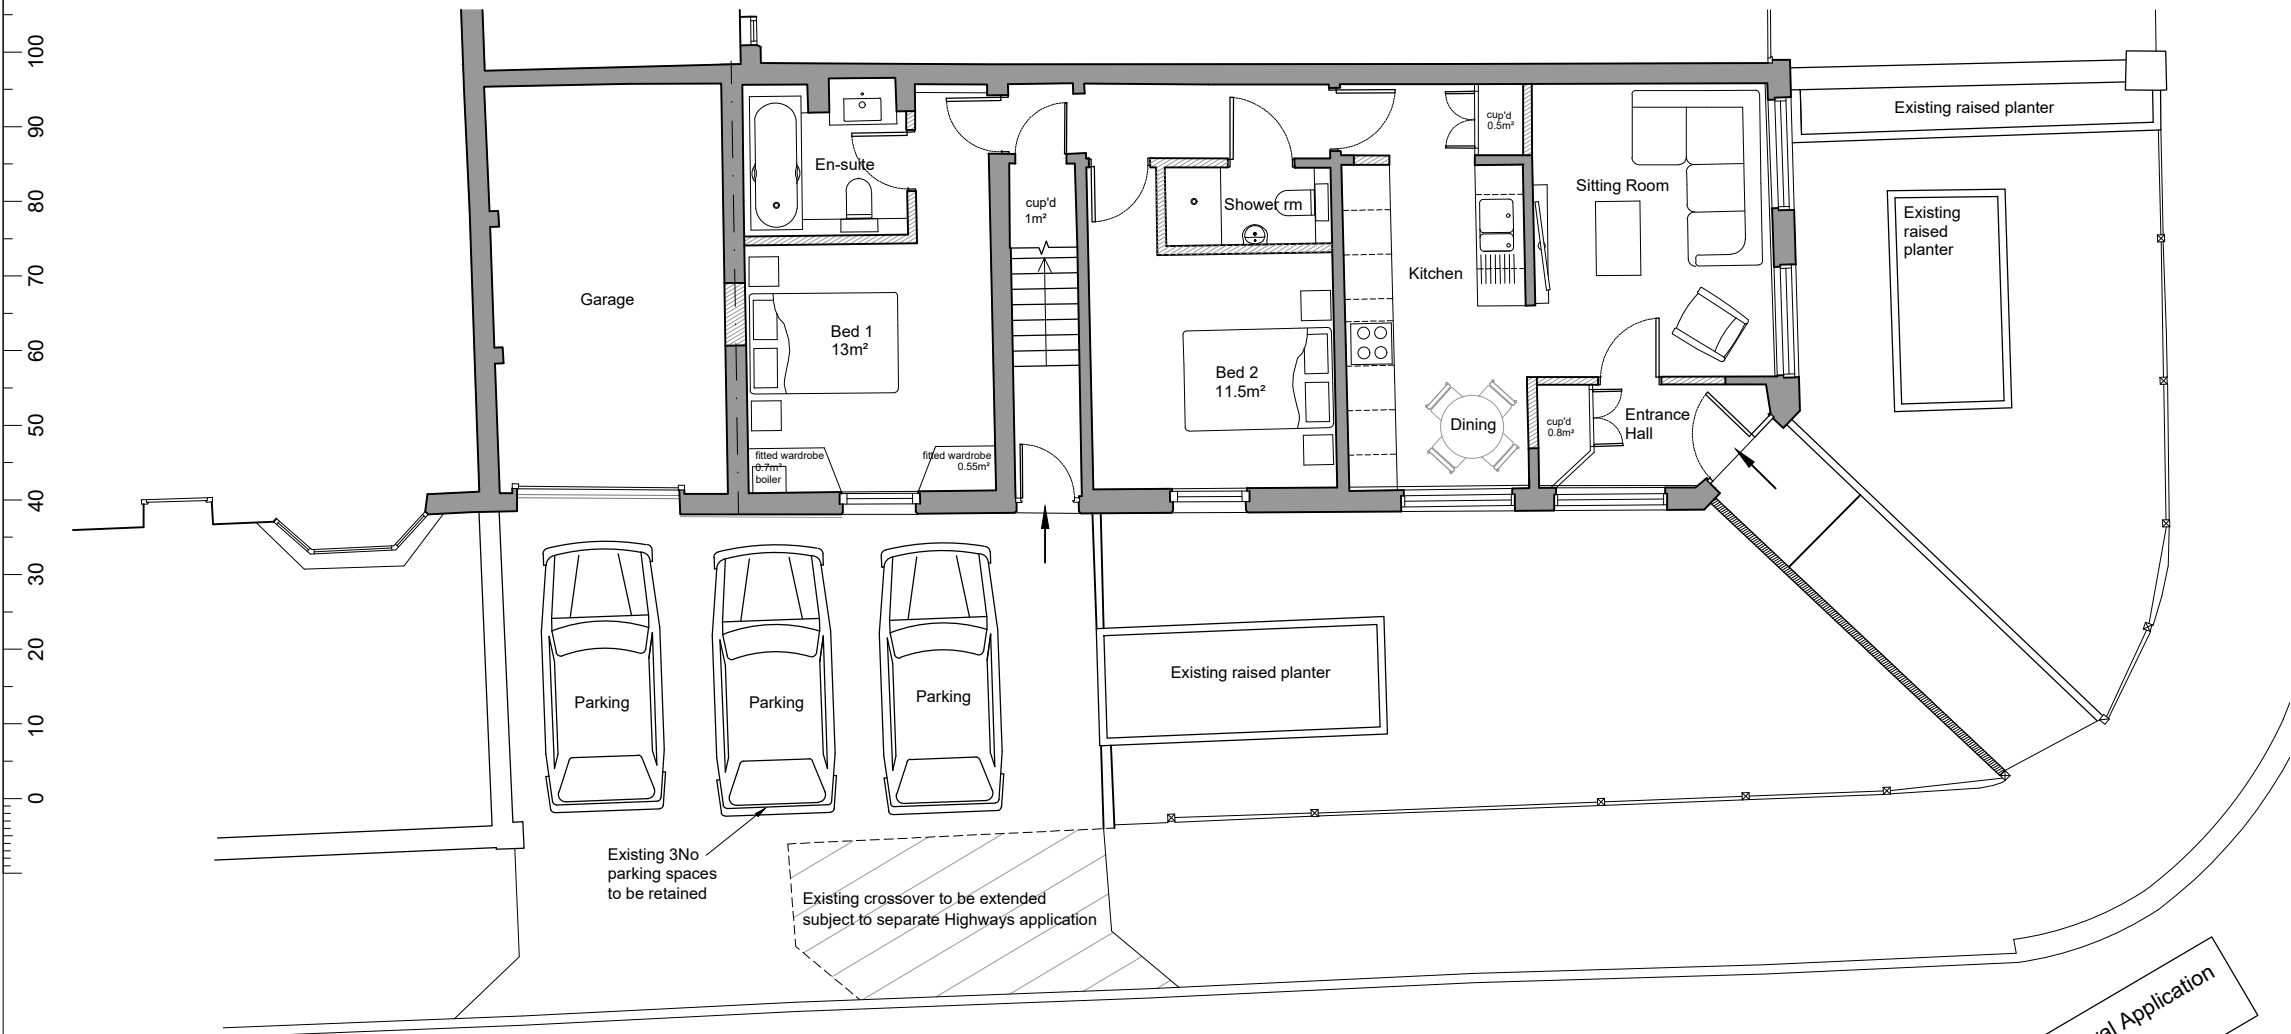 100
90
80
70
60
50
40
30
20
10
0
Existing raised planter
cup'd
0.5m²
En-suite
Sitting Room
cup'd
1m²
Shower rm
Existing
raised
planter
Kitchen
Garage
Bed 1
13m²
Bed 2
11.5m²
Dining
cup'd
0.8m²
Entrance
Hall
fitted wardrobe
0.7m²
boiler
fitted wardrobe
0.55m²
Parking
Parking
Parking
Existing raised planter
Existing 3No
parking spaces
to be retained
Existing crossover to be extended
subject to separate Highways application
Application